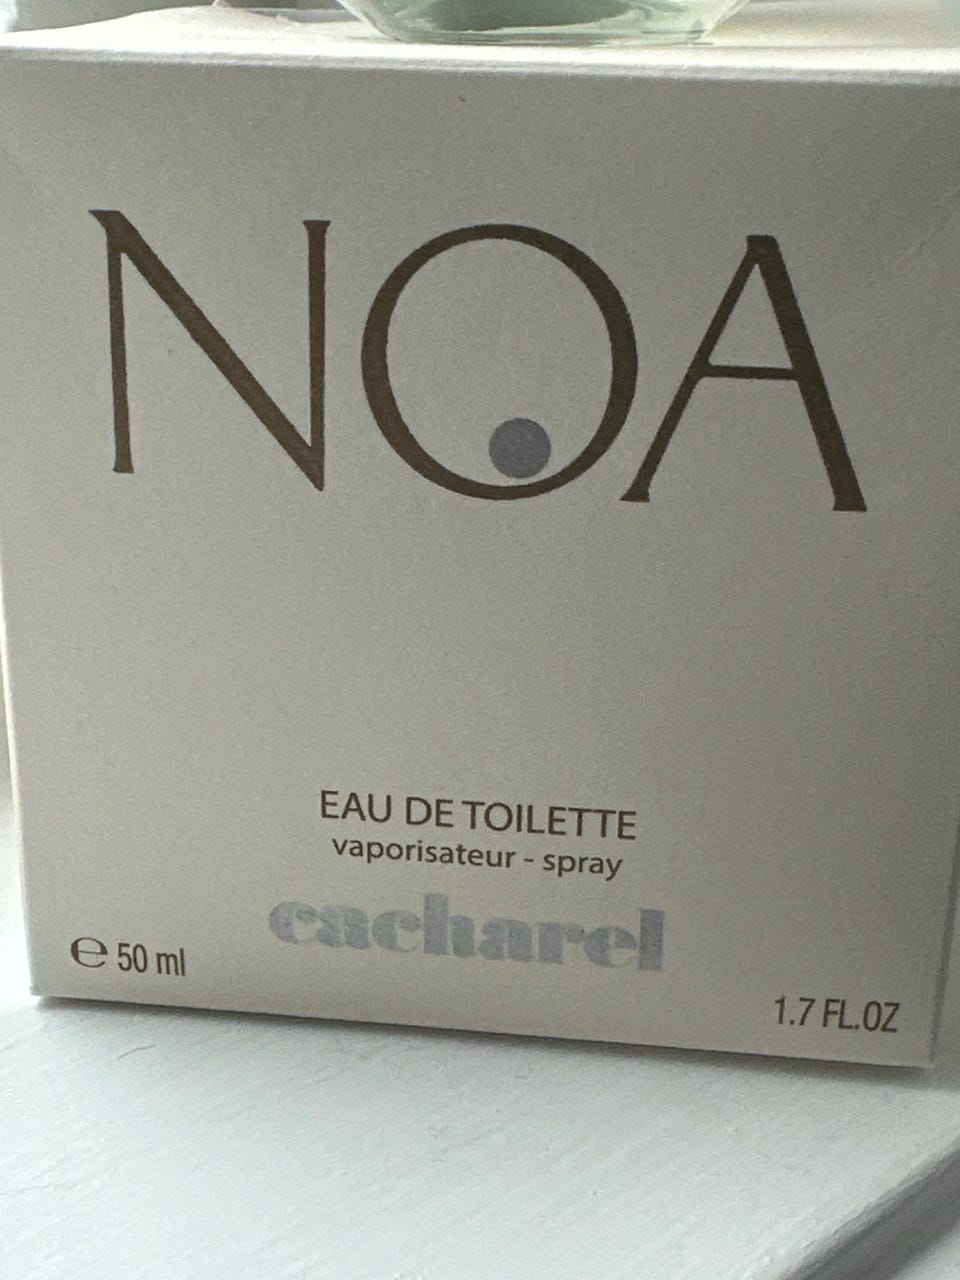 NOA
EAU DE TOILETTE
vaporisateur - spray
cacharel
℮ 50 ml
1.7 FL.OZ